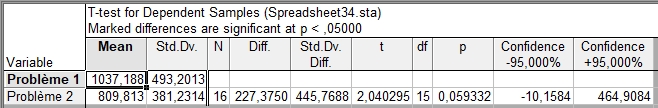 T-test for Dependent Samples (Spreadsheet34.sta)
Marked differences are significant at p < ,05000
Variable Mean Std.Dv. N Diff. Std.Dv. Diff. t df p Confidence -95,000% Confidence +95,000%
Problème 1 1037,188 493,2013
Problème 2 809,813 381,2314 16 227,3750 445,7688 2,040295 15 0,059332 -10,1584 464,9084